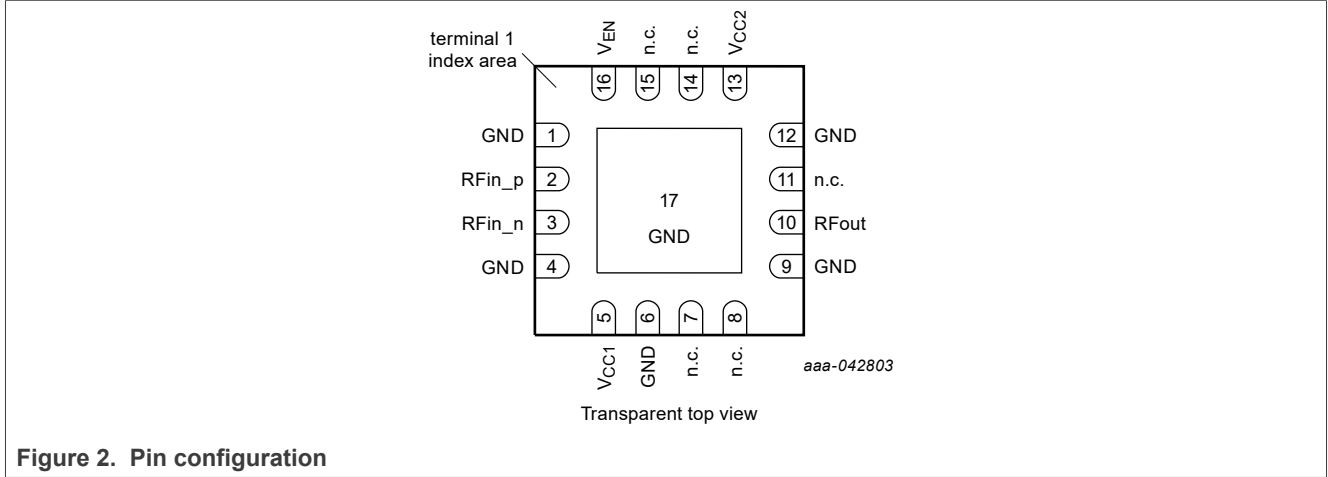 terminal 1
index area
VEN
n.c.
n.c.
VCC2
16
15
14
13
GND 1
RFin_p 2
RFin_n 3
GND 4
12 GND
11 n.c.
10 RFout
9 GND
17
GND
5
6
7
8
VCC1
GND
n.c.
n.c.
aaa-042803
Transparent top view
Figure 2. Pin configuration